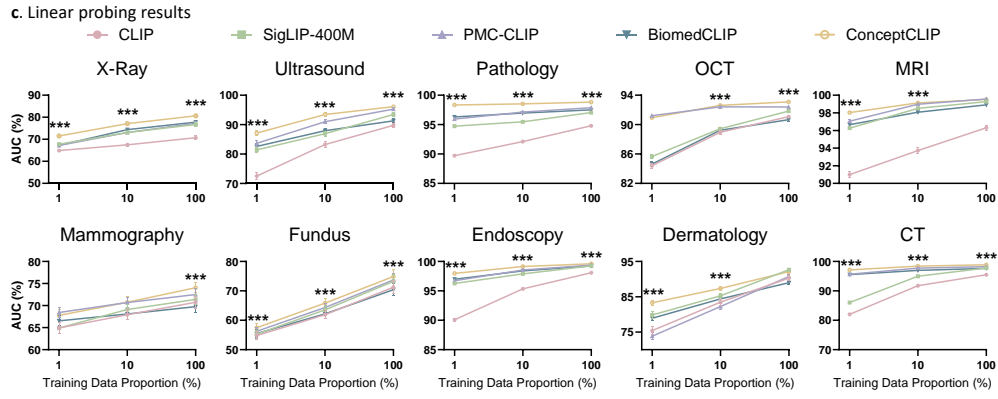 c. Linear probing results
CLIP SigLIP-400M PMC-CLIP BiomedCLIP ConceptCLIP
X-Ray Ultrasound Pathology OCT MRI
AUC (%)
90
80
70
60
50
*** *** ***
1 10 100
100
90
80
70
*** *** ***
1 10 100
100
95
90
85
*** *** ***
1 10 100
94
90
86
82
*** ***
1 10 100
100
98
96
94
92
90
*** ***
1 10 100
Mammography Fundus Endoscopy Dermatology CT
AUC (%)
80
75
70
65
60
***
1 10 100
Training Data Proportion (%)
80
70
60
50
*** *** ***
1 10 100
Training Data Proportion (%)
100
95
90
85
*** *** ***
1 10 100
Training Data Proportion (%)
95
85
75
*** ***
1 10 100
Training Data Proportion (%)
100
90
80
70
*** *** ***
1 10 100
Training Data Proportion (%)